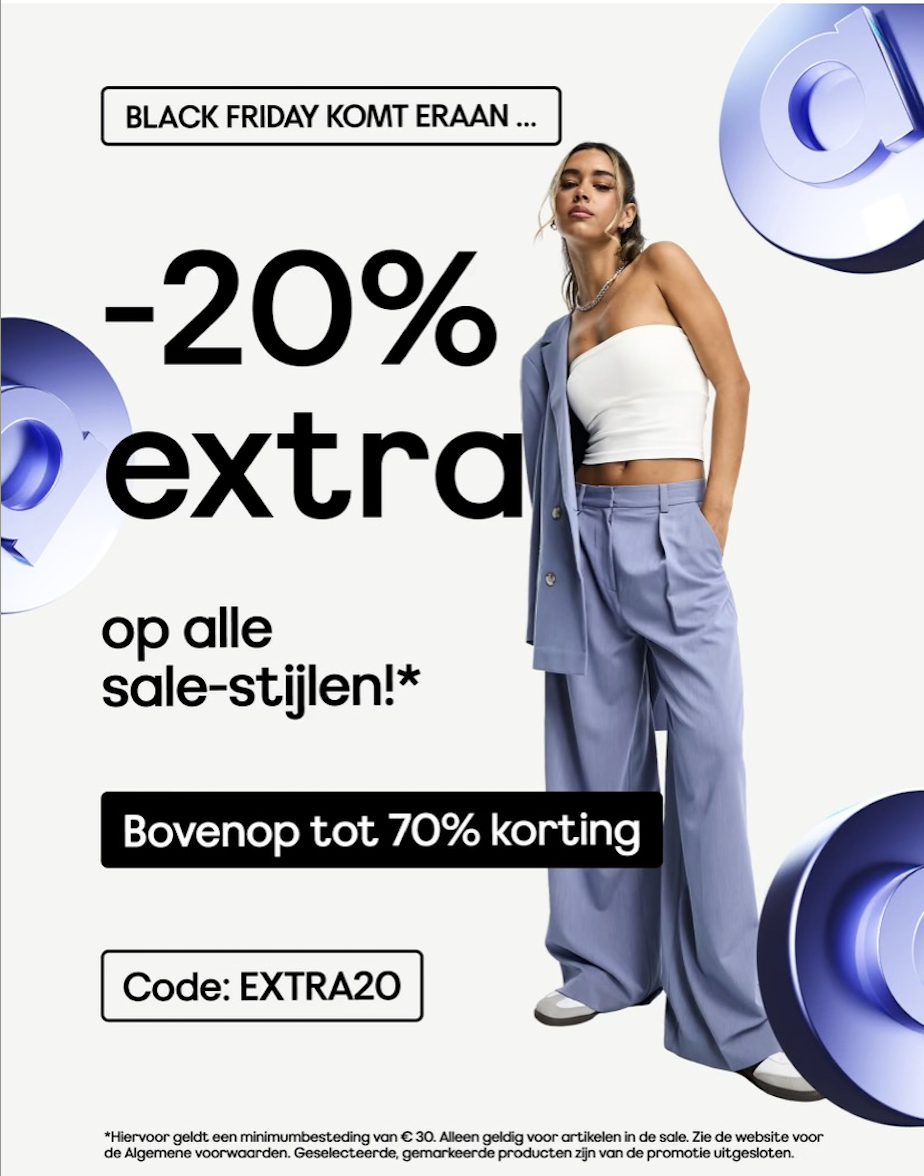 BLACK FRIDAY KOMT ERAAN ...
-20%
extra
op alle
sale-stijlen!*
Bovenop tot 70% korting
Code: EXTRA20
*Hiervoor geldt een minimumbesteding van € 30. Alleen geldig voor artikelen in de sale. Zie de website voor
de Algemene voorwaarden. Geselecteerde, gemarkeerde producten zijn van de promotie uitgesloten.